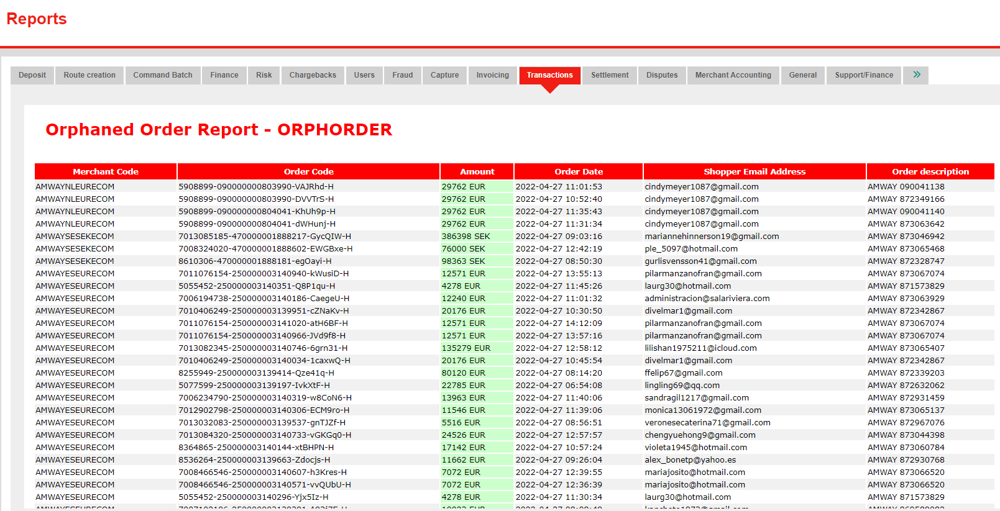 Reports
Deposit Route creation Command Batch Finance Risk Chargebacks Users Fraud Capture Invoicing Transactions Settlement Disputes Merchant Accounting General Support/Finance »
Orphaned Order Report - ORPHORDER
Merchant Code Order Code Amount Order Date Shopper Email Address Order description
AMWAYNLEURECOM 5908899-090000000803990-VAJRhd-H 29762 EUR 2022-04-27 11:01:53 cindymeyer1087@gmail.com AMWAY 090041138
AMWAYNLEURECOM 5908899-090000000803990-DVVTrS-H 29762 EUR 2022-04-27 10:52:40 cindymeyer1087@gmail.com AMWAY 872349166
AMWAYNLEURECOM 5908899-090000000804041-KhUh9p-H 29762 EUR 2022-04-27 11:35:43 cindymeyer1087@gmail.com AMWAY 090041140
AMWAYNLEURECOM 5908899-090000000804041-dWHunj-H 29762 EUR 2022-04-27 11:31:34 cindymeyer1087@gmail.com AMWAY 873063642
AMWAYSESEKECOM 7013085185-470000001888217-GycQIW-H 386398 SEK 2022-04-27 09:03:16 mariannehinnerson19@gmail.com AMWAY 873046942
AMWAYSESEKECOM 7008324020-470000001888602-EWGBxe-H 76000 SEK 2022-04-27 12:42:19 ple_5097@hotmail.com AMWAY 873065468
AMWAYSESEKECOM 8610306-470000001888181-egOayi-H 98363 SEK 2022-04-27 08:50:30 gurlisvensson41@gmail.com AMWAY 872328747
AMWAYESEURECOM 7011076154-250000003140940-kWusiD-H 12571 EUR 2022-04-27 13:55:13 pilarmanzanofran@gmail.com AMWAY 873067074
AMWAYESEURECOM 5055452-250000003140351-Q8P1qu-H 4278 EUR 2022-04-27 11:45:26 laurg30@hotmail.com AMWAY 871573829
AMWAYESEURECOM 7006194738-250000003140186-CaegeU-H 12240 EUR 2022-04-27 11:01:32 administracion@salariviera.com AMWAY 873063929
AMWAYESEURECOM 7010406249-250000003139951-cZNaKv-H 20176 EUR 2022-04-27 10:30:50 divelmar1@gmail.com AMWAY 872342867
AMWAYESEURECOM 7011076154-250000003141020-atH6BF-H 12571 EUR 2022-04-27 14:12:09 pilarmanzanofran@gmail.com AMWAY 873067074
AMWAYESEURECOM 7011076154-250000003140966-JVd9f8-H 12571 EUR 2022-04-27 13:57:16 pilarmanzanofran@gmail.com AMWAY 873067074
AMWAYESEURECOM 7013082345-250000003140746-6grn31-H 135279 EUR 2022-04-27 12:58:12 lilishan1975211@icloud.com AMWAY 873065407
AMWAYESEURECOM 7010406249-250000003140034-1caxwQ-H 20176 EUR 2022-04-27 10:45:54 divelmar1@gmail.com AMWAY 872342867
AMWAYESEURECOM 8255949-250000003139414-Qze41q-H 80120 EUR 2022-04-27 08:14:20 ffelip67@gmail.com AMWAY 872339203
AMWAYESEURECOM 5077599-250000003139197-IvkXtF-H 22785 EUR 2022-04-27 06:54:08 lingling69@qq.com AMWAY 872632062
AMWAYESEURECOM 7006234790-250000003140319-w8CoN6-H 13963 EUR 2022-04-27 11:40:06 sandragil1217@gmail.com AMWAY 872931459
AMWAYESEURECOM 7012902798-250000003140306-ECM9ro-H 11546 EUR 2022-04-27 11:39:06 monica13061972@gmail.com AMWAY 873065137
AMWAYESEURECOM 7013032083-250000003139537-gnTJZf-H 5516 EUR 2022-04-27 08:56:51 veronesecaterina71@gmail.com AMWAY 872967076
AMWAYESEURECOM 7013084320-250000003140733-vGKGq0-H 24526 EUR 2022-04-27 12:57:57 chengyuehong9@gmail.com AMWAY 873044398
AMWAYESEURECOM 8364865-250000003140144-xtBHPN-H 17142 EUR 2022-04-27 10:57:24 violeta1945@hotmail.com AMWAY 873060784
AMWAYESEURECOM 8536264-250000003139663-Zdocjs-H 11662 EUR 2022-04-27 09:26:04 alex_bonetp@yahoo.es AMWAY 872930768
AMWAYESEURECOM 7008466546-250000003140607-h3Kres-H 7072 EUR 2022-04-27 12:39:55 mariajosito@hotmail.com AMWAY 873066520
AMWAYESEURECOM 7008466546-250000003140571-vvQUbU-H 7072 EUR 2022-04-27 12:36:39 mariajosito@hotmail.com AMWAY 873066520
AMWAYESEURECOM 5055452-250000003140296-Yjx5Iz-H 4278 EUR 2022-04-27 11:30:34 laurg30@hotmail.com AMWAY 871573829